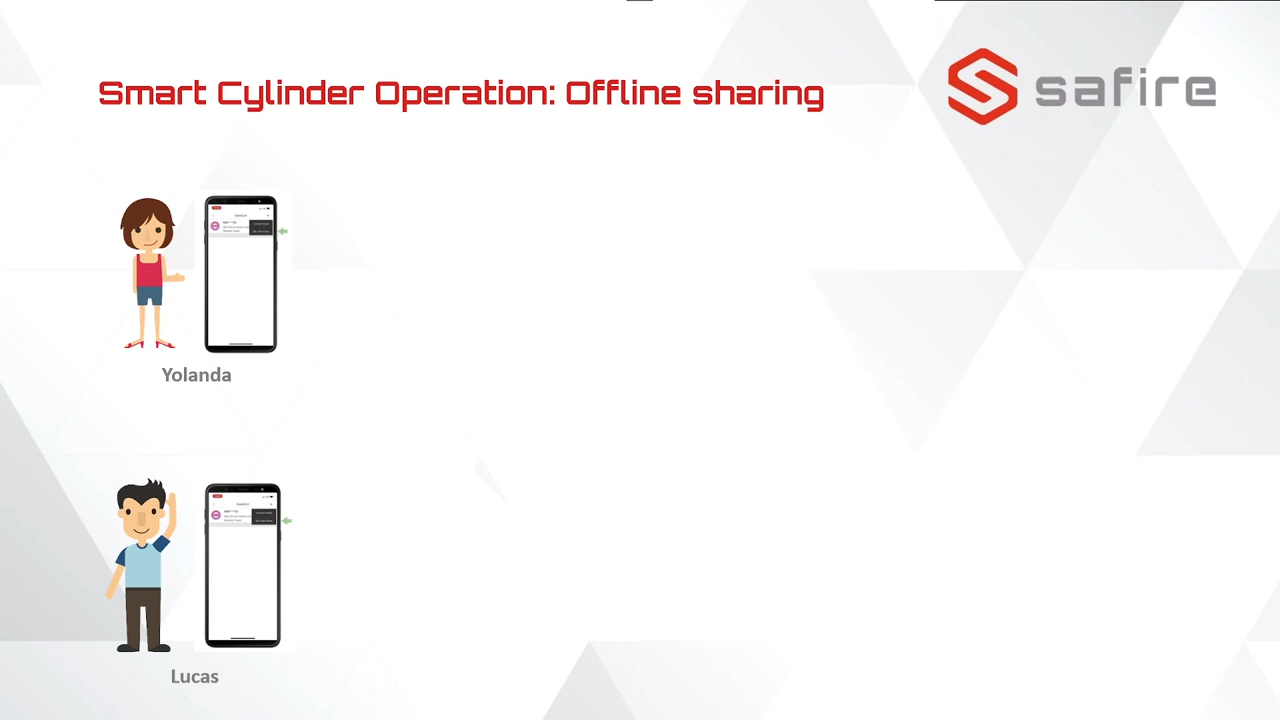 Smart Cylinder Operation: Offline sharing
safire
Yolanda
Lucas